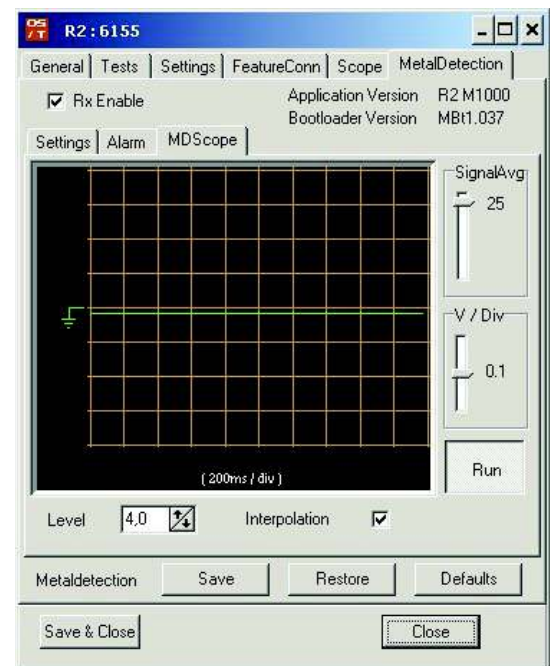 OS/T R2:6155
General Tests Settings FeatureConn Scope MetalDetection
Rx Enable
Application Version R2 M1000
Bootloader Version MBt1.037
Settings Alarm MDScope
SignalAvg
25
V / Div
0.1
( 200ms / div )
Run
Level 4,0 Interpolation
Metaldetection Save Restore Defaults
Save & Close Close